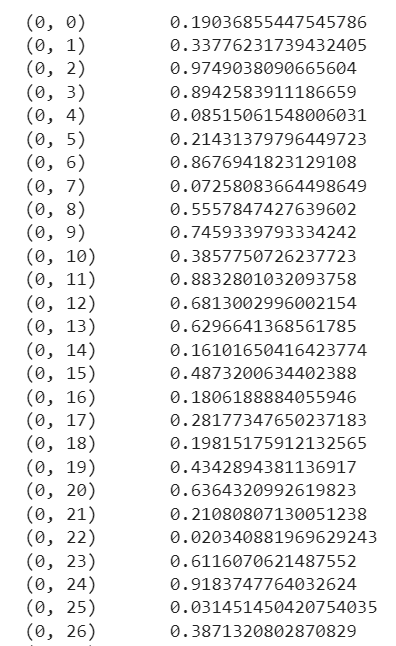 (0, 0) 0.19036855447545786
(0, 1) 0.33776231739432405
(0, 2) 0.9749038090665604
(0, 3) 0.8942583911186659
(0, 4) 0.08515061548006031
(0, 5) 0.21431379796449723
(0, 6) 0.8676941823129108
(0, 7) 0.07258083664498649
(0, 8) 0.5557847427639602
(0, 9) 0.7459339793334242
(0, 10) 0.3857750726237723
(0, 11) 0.8832801032093758
(0, 12) 0.6813002996002154
(0, 13) 0.6296641368561785
(0, 14) 0.16101650416423774
(0, 15) 0.4873200634402388
(0, 16) 0.1806188884055946
(0, 17) 0.28177347650237183
(0, 18) 0.19815175912132565
(0, 19) 0.4342894381136917
(0, 20) 0.6364320992619823
(0, 21) 0.21080807130051238
(0, 22) 0.020340881969629243
(0, 23) 0.6116070621487552
(0, 24) 0.9183747764032624
(0, 25) 0.031451450420754035
(0, 26) 0.3871320802870829